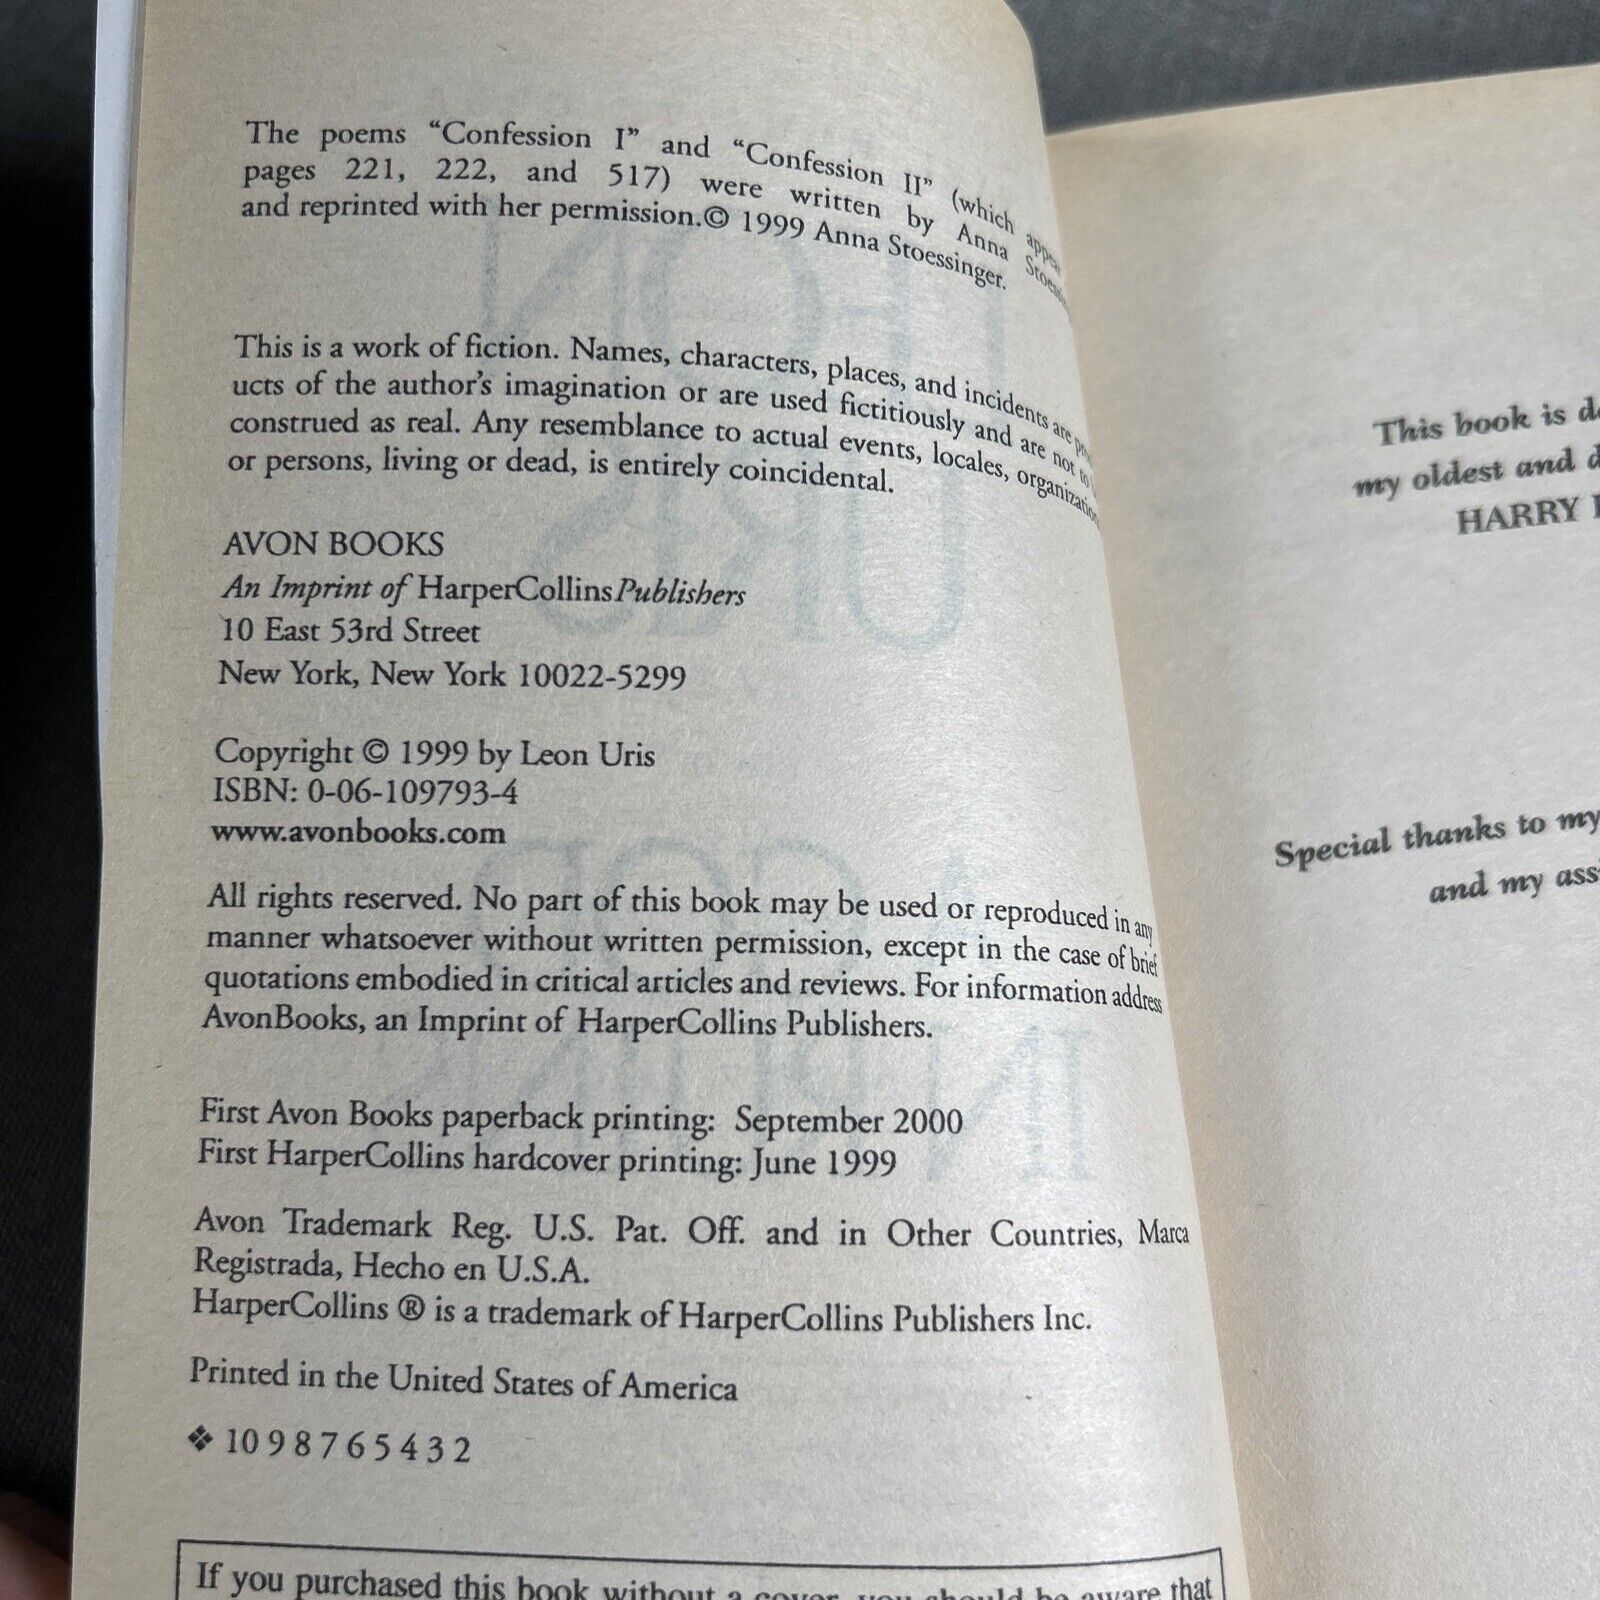 The poems “Confession I” and “Confession II” (which appear
pages 221, 222, and 517) were written by Anna
and reprinted with her permission.© 1999 Anna Stoessinger.
This is a work of fiction. Names, characters, places, and incidents are
ucts of the author's imagination or are used fictitiously and are not to
construed as real. Any resemblance to actual events, locales,
or persons, living or dead, is entirely coincidental.
AVON BOOKS
An Imprint of HarperCollinsPublishers
10 East 53rd Street
New York, New York 10022-5299
Copyright © 1999 by Leon Uris
ISBN: 0-06-109793-4
www.avonbooks.com
All rights reserved. No part of this book may be used or reproduced in any
manner whatsoever without written permission, except in the case of brief
quotations embodied in critical articles and reviews. For information address
AvonBooks, an Imprint of HarperCollins Publishers.
First Avon Books paperback printing: September 2000
First HarperCollins hardcover printing: June 1999
Avon Trademark Reg. U.S. Pat. Off. and in Other Countries, Marca
Registrada, Hecho en U.S.A.
HarperCollins ® is a trademark of HarperCollins Publishers Inc.
Printed in the United States of America
❖ 10 9 8 7 6 5 4 3 2
If you purchased this book without a cover, you should be aware that
This book is
my oldest and
HARRY
Special thanks to my
and my